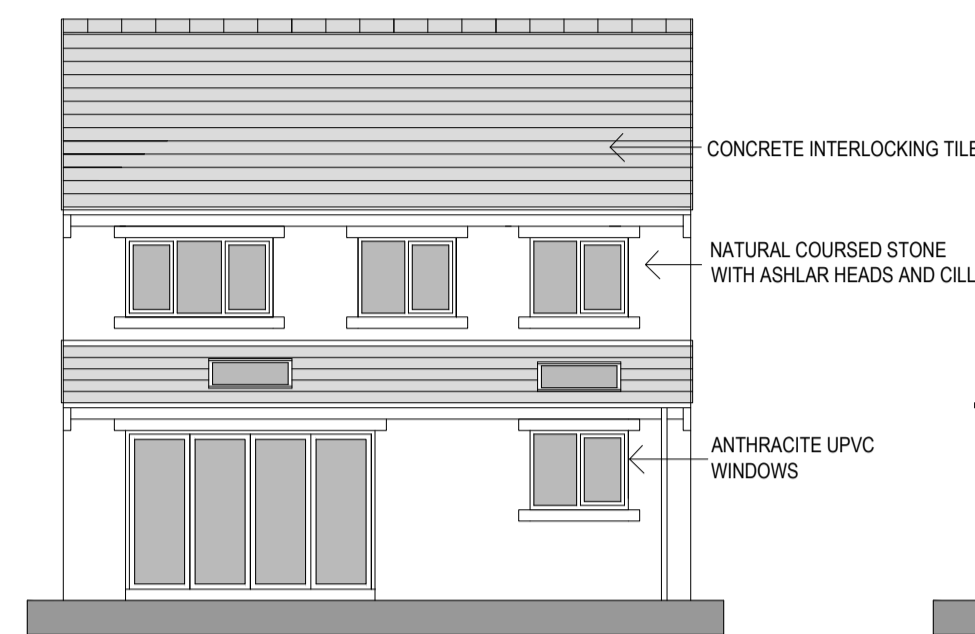 CONCRETE INTERLOCKING TILE
NATURAL COURSED STONE
WITH ASHLAR HEADS AND CILL
ANTHRACITE UPVC
WINDOWS